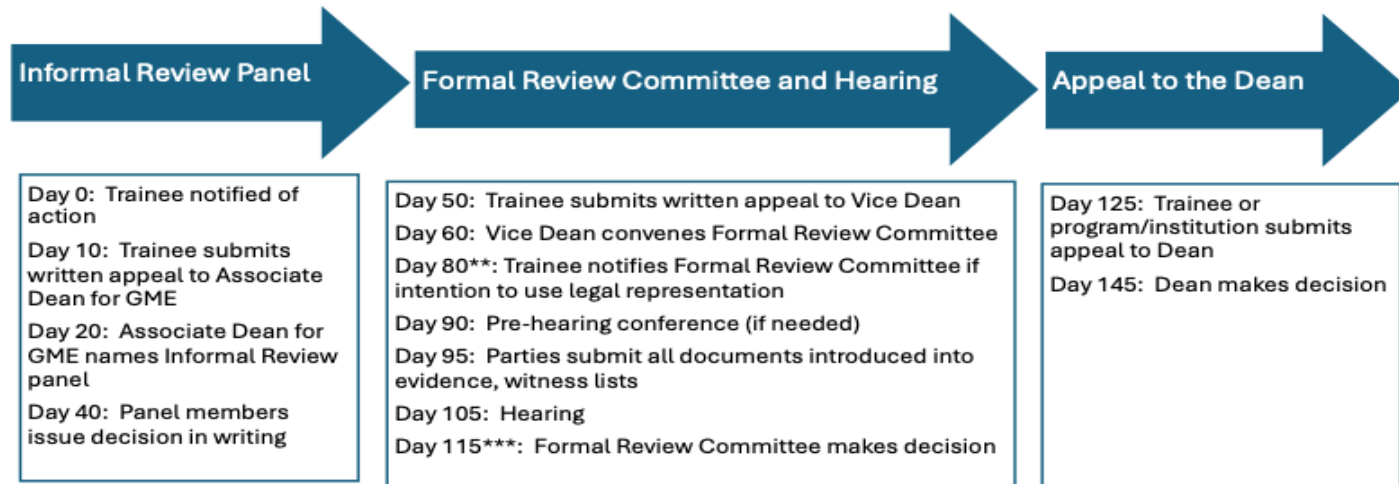 Informal Review Panel
Formal Review Committee and Hearing
Appeal to the Dean
Day 0: Trainee notified of
action
Day 10: Trainee submits
written appeal to Associate
Dean for GME
Day 20: Associate Dean for
GME names Informal Review
panel
Day 40: Panel members
issue decision in writing
Day 50: Trainee submits written appeal to Vice Dean
Day 60: Vice Dean convenes Formal Review Committee
Day 80**: Trainee notifies Formal Review Committee if
intention to use legal representation
Day 90: Pre-hearing conference (if needed)
Day 95: Parties submit all documents introduced into
evidence, witness lists
Day 105: Hearing
Day 115***: Formal Review Committee makes decision
Day 125: Trainee or
program/institution submits
appeal to Dean
Day 145: Dean makes decision